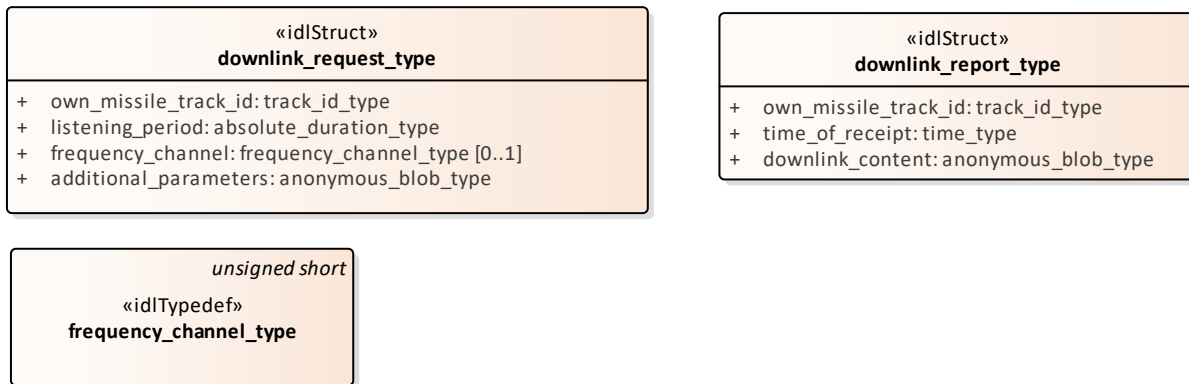 «idlStruct»
downlink_request_type
+ own_missile_track_id: track_id_type
+ listening_period: absolute_duration_type
+ frequency_channel: frequency_channel_type [0..1]
+ additional_parameters: anonymous_blob_type
«idlStruct»
downlink_report_type
+ own_missile_track_id: track_id_type
+ time_of_receipt: time_type
+ downlink_content: anonymous_blob_type
unsigned short
«idlTypedef»
frequency_channel_type